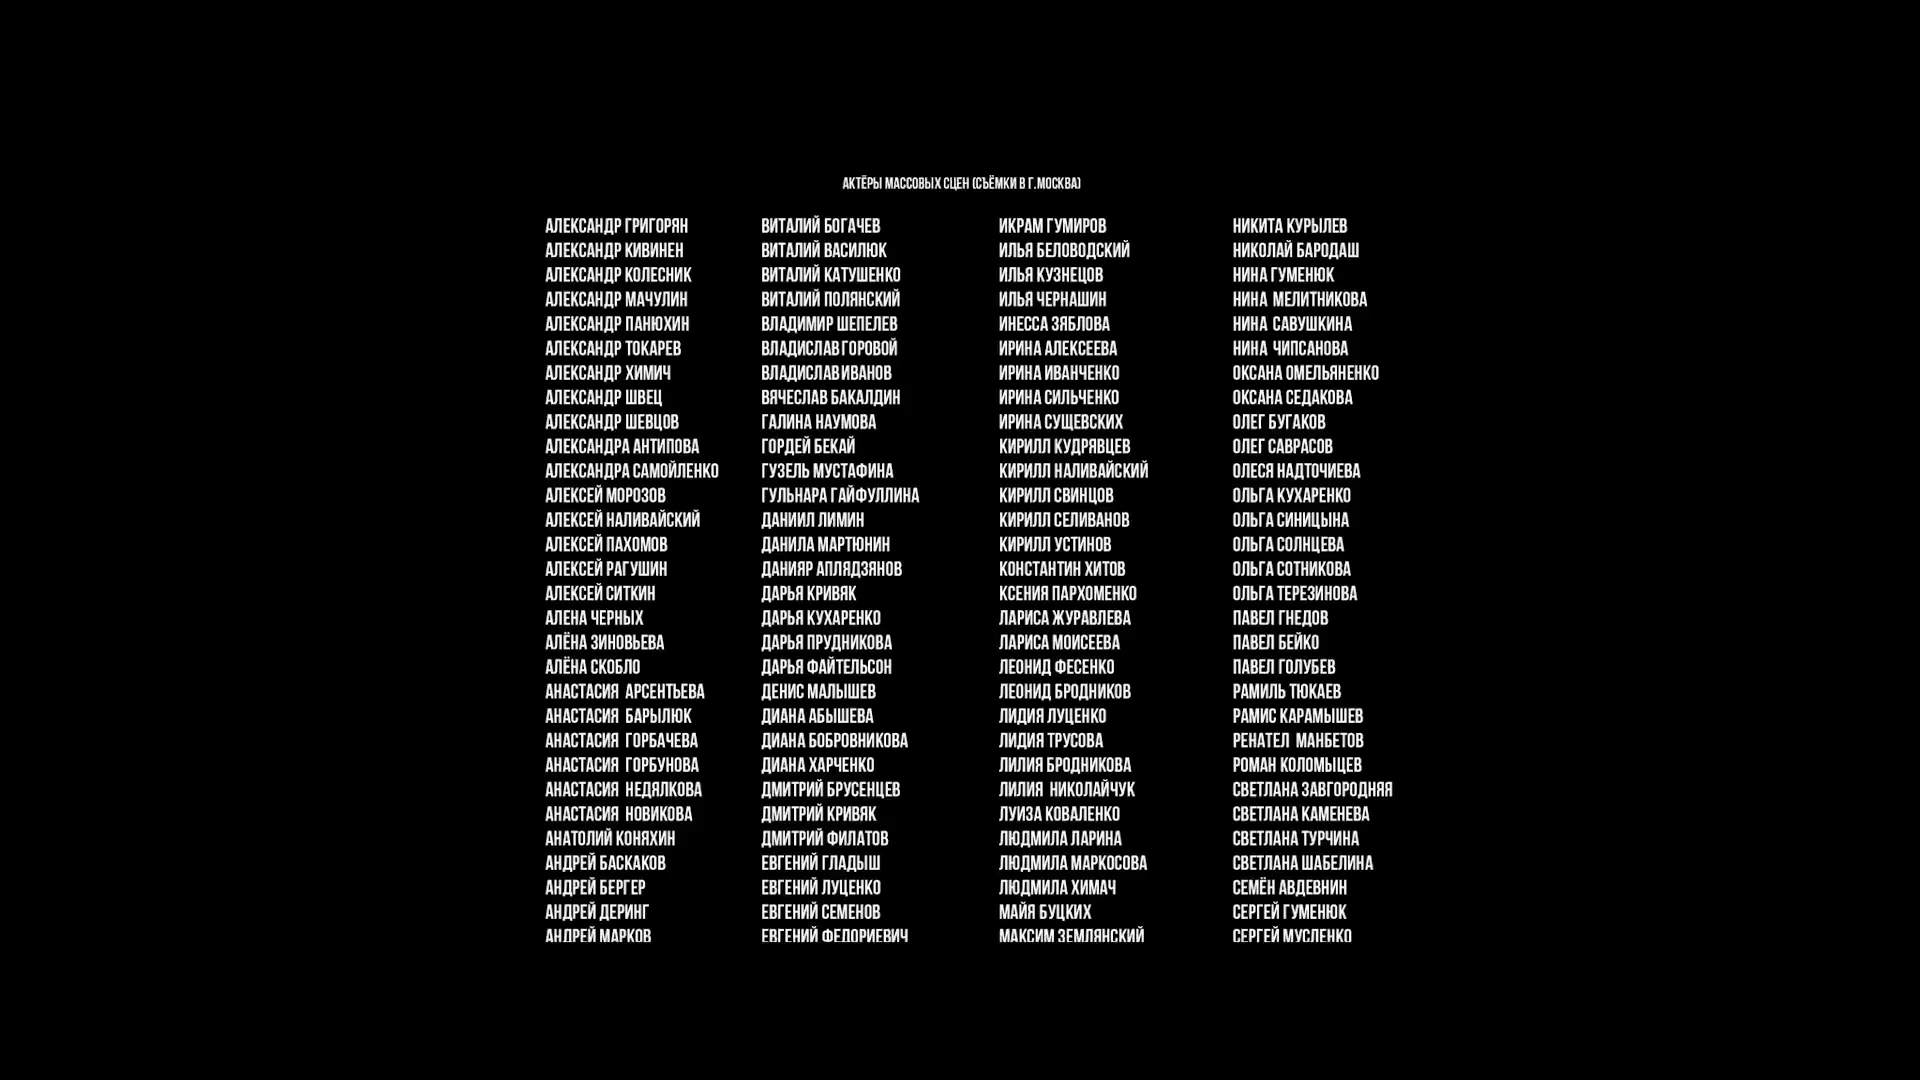 АКТЁРЫ МАССОВЫХ СЦЕН (СЪЁМКИ В Г.МОСКВА)
АЛЕКСАНДР ГРИГОРЯН
АЛЕКСАНДР КИВИНЕН
АЛЕКСАНДР КОЛЕСНИК
АЛЕКСАНДР МАЧУЛИН
АЛЕКСАНДР ПАНЮХИН
АЛЕКСАНДР ТОКАРЕВ
АЛЕКСАНДР ХИМИЧ
АЛЕКСАНДР ШВЕЦ
АЛЕКСАНДР ШЕВЦОВ
АЛЕКСАНДРА АНТИПОВА
АЛЕКСАНДРА САМОЙЛЕНКО
АЛЕКСЕЙ МОРОЗОВ
АЛЕКСЕЙ НАЛИВАЙСКИЙ
АЛЕКСЕЙ ПАХОМОВ
АЛЕКСЕЙ РАГУШИН
АЛЕКСЕЙ СИТКИН
АЛЕНА ЧЕРНЫХ
АЛЁНА ЗИНОВЬЕВА
АЛЁНА СКОБЛО
АНАСТАСИЯ АРСЕНТЬЕВА
АНАСТАСИЯ БАРЫЛЮК
АНАСТАСИЯ ГОРБАЧЕВА
АНАСТАСИЯ ГОРБУНОВА
АНАСТАСИЯ НЕДЯЛКОВА
АНАСТАСИЯ НОВИКОВА
АНАТОЛИЙ КОНЯХИН
АНДРЕЙ БАСКАКОВ
АНДРЕЙ БЕРГЕР
АНДРЕЙ ДЕРИНГ
АНДРЕЙ МАРКОВ
ВИТАЛИЙ БОГАЧЕВ
ВИТАЛИЙ ВАСИЛЮК
ВИТАЛИЙ КАТУШЕНКО
ВИТАЛИЙ ПОЛЯНСКИЙ
ВЛАДИМИР ШЕПЕЛЕВ
ВЛАДИСЛАВ ГОРОВОЙ
ВЛАДИСЛАВ ИВАНОВ
ВЯЧЕСЛАВ БАКАЛДИН
ГАЛИНА НАУМОВА
ГОРДЕЙ БЕКАЙ
ГУЗЕЛЬ МУСТАФИНА
ГУЛЬНАРА ГАЙФУЛЛИНА
ДАНИИЛ ЛИМИН
ДАНИЛА МАРТЮНИН
ДАНИЯР АПЛЯДЗЯНОВ
ДАРЬЯ КРИВЯК
ДАРЬЯ КУХАРЕНКО
ДАРЬЯ ПРУДНИКОВА
ДАРЬЯ ФАЙТЕЛЬСОН
ДЕНИС МАЛЫШЕВ
ДИАНА АБЫШЕВА
ДИАНА БОБРОВНИКОВА
ДИАНА ХАРЧЕНКО
ДМИТРИЙ БРУСЕНЦЕВ
ДМИТРИЙ КРИВЯК
ДМИТРИЙ ФИЛАТОВ
ЕВГЕНИЙ ГЛАДЫШ
ЕВГЕНИЙ ЛУЦЕНКО
ЕВГЕНИЙ СЕМЕНОВ
ЕВГЕНИЙ ФЕДОРИЕВИЧ
ИКРАМ ГУМИРОВ
ИЛЬЯ БЕЛОВОДСКИЙ
ИЛЬЯ КУЗНЕЦОВ
ИЛЬЯ ЧЕРНАШИН
ИНЕССА ЗЯБЛОВА
ИРИНА АЛЕКСЕЕВА
ИРИНА ИВАНЧЕНКО
ИРИНА СИЛЬЧЕНКО
ИРИНА СУЩЕВСКИХ
КИРИЛЛ КУДРЯВЦЕВ
КИРИЛЛ НАЛИВАЙСКИЙ
КИРИЛЛ СВИНЦОВ
КИРИЛЛ СЕЛИВАНОВ
КИРИЛЛ УСТИНОВ
КОНСТАНТИН ХИТОВ
КСЕНИЯ ПАРХОМЕНКО
ЛАРИСА ЖУРАВЛЕВА
ЛАРИСА МОИСЕЕВА
ЛЕОНИД ФЕСЕНКО
ЛЕОНИД БРОДНИКОВ
ЛИДИЯ ЛУЦЕНКО
ЛИДИЯ ТРУСОВА
ЛИЛИЯ БРОДНИКОВА
ЛИЛИЯ НИКОЛАЙЧУК
ЛУИЗА КОВАЛЕНКО
ЛЮДМИЛА ЛАРИНА
ЛЮДМИЛА МАРКОСОВА
ЛЮДМИЛА ХИМАЧ
МАЙЯ БУЦКИХ
МАКСИМ ЗЕМЛЯНСКИЙ
НИКИТА КУРЫЛЕВ
НИКОЛАЙ БАРОДАШ
НИНА ГУМЕНЮК
НИНА МЕЛИТНИКОВА
НИНА САВУШКИНА
НИНА ЧИПСАНОВА
ОКСАНА ОМЕЛЬЯНЕНКО
ОКСАНА СЕДАКОВА
ОЛЕГ БУГАКОВ
ОЛЕГ САВРАСОВ
ОЛЕСЯ НАДТОЧИЕВА
ОЛЬГА КУХАРЕНКО
ОЛЬГА СИНИЦЫНА
ОЛЬГА СОЛНЦЕВА
ОЛЬГА СОТНИКОВА
ОЛЬГА ТЕРЕЗИНОВА
ПАВЕЛ ГНЕДОВ
ПАВЕЛ БЕЙКО
ПАВЕЛ ГОЛУБЕВ
РАМИЛЬ ТЮКАЕВ
РАМИС КАРАМЫШЕВ
РЕНАТЕЛ МАНБЕТОВ
РОМАН КОЛОМЫЦЕВ
СВЕТЛАНА ЗАВГОРОДНЯЯ
СВЕТЛАНА КАМЕНЕВА
СВЕТЛАНА ТУРЧИНА
СВЕТЛАНА ШАБЕЛИНА
СЕМЁН АВДЕВНИН
СЕРГЕЙ ГУМЕНЮК
СЕРГЕЙ МУСЛЕНКО